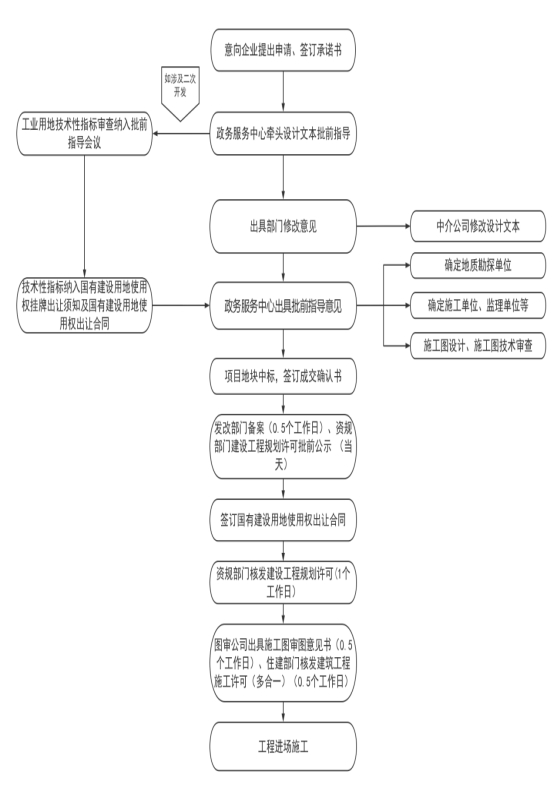 意向企业提出申请、签订承诺书
如涉及二次
开发
工业用地技术性指标审查纳入批前
指导会议
政务服务中心牵头设计文本批前指导
出具部门修改意见
中介公司修改设计文本
确定地质勘探单位
技术性指标纳入国有建设用地使用
权挂牌出让须知及国有建设用地使
用权出让合同
政务服务中心出具批前指导意见
确定施工单位、监理单位等
施工图设计、施工图技术审查
项目地块中标，签订成交确认书
发改部门备案（0.5个工作日）、资规
部门建设工程规划许可批前公示 （当
天）
签订国有建设用地使用权出让合同
资规部门核发建设工程规划许可(1个
工作日）
图审公司出具施工图审图意见书（0.5
个工作日）、住建部门核发建筑工程
施工许可（多合一）（0.5个工作日）
工程进场施工